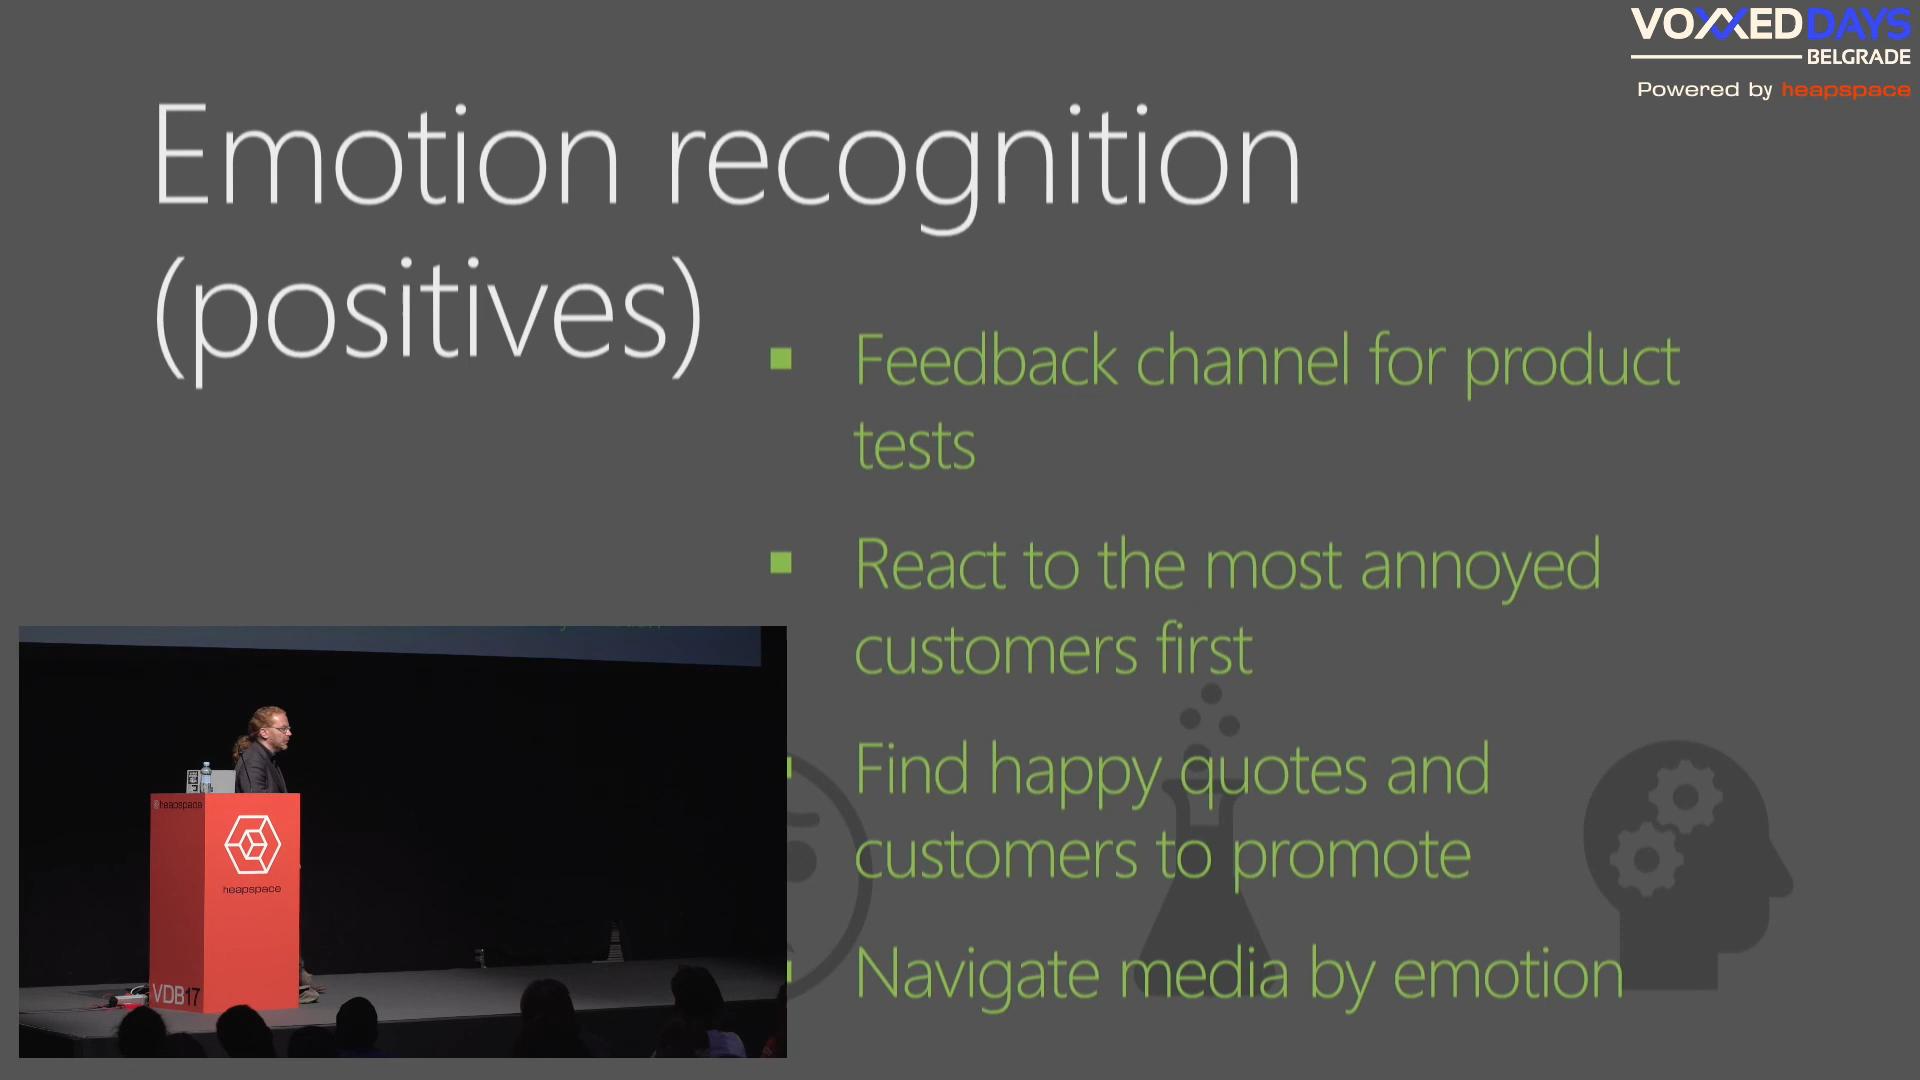 VOXXED DAYS
BELGRADE
Powered by heapspace
Emotion recognition
(positives)
Feedback channel for product
tests
React to the most annoyed
customers first
Find happy quotes and
customers to promote
Navigate media by emotion
@heapspace
heapspace
VDB17